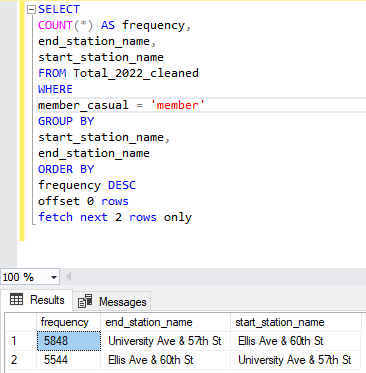 SELECT
COUNT(*) AS frequency,
end_station_name,
start_station_name
FROM Total_2022_cleaned
WHERE
member_casual = 'member'
GROUP BY
start_station_name,
end_station_name
ORDER BY
frequency DESC
offset 0 rows
fetch next 2 rows only
100 %
Results Messages
frequency end_station_name start_station_name
1 5848 University Ave & 57th St Ellis Ave & 60th St
2 5544 Ellis Ave & 60th St University Ave & 57th St